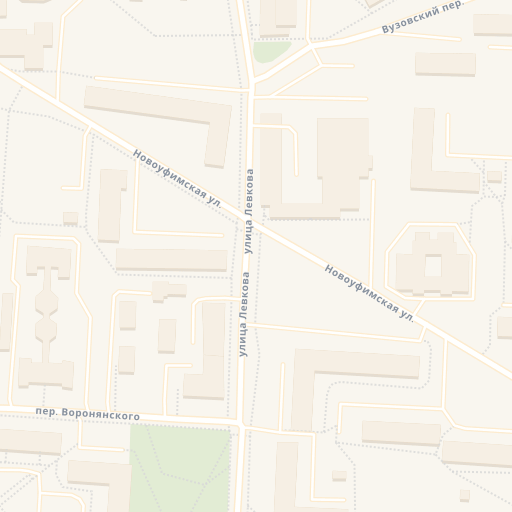 Вузовский пер.
Новоуфимская ул.
улица Левкова
Новоуфимская ул.
улица Левкова
пер. Воронянского